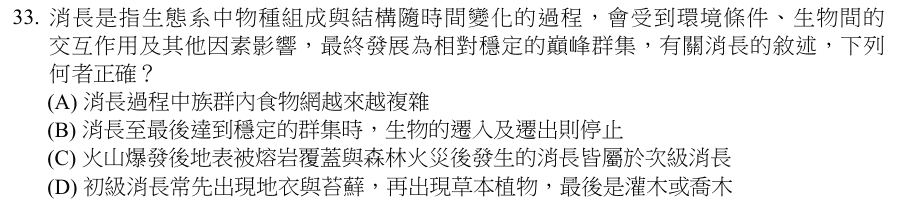 33. 消長是指生態系中物種組成與結構隨時間變化的過程，會受到環境條件、生物間的
交互作用及其他因素影響，最終發展為相對穩定的巔峰群集，有關消長的敘述，下列
何者正確？
(A) 消長過程中族群內食物網越來越複雜
(B) 消長至最後達到穩定的群集時，生物的遷入及遷出則停止
(C) 火山爆發後地表被熔岩覆蓋與森林火災後發生的消長皆屬於次級消長
(D) 初級消長常先出現地衣與苔蘚，再出現草本植物，最後是灌木或喬木